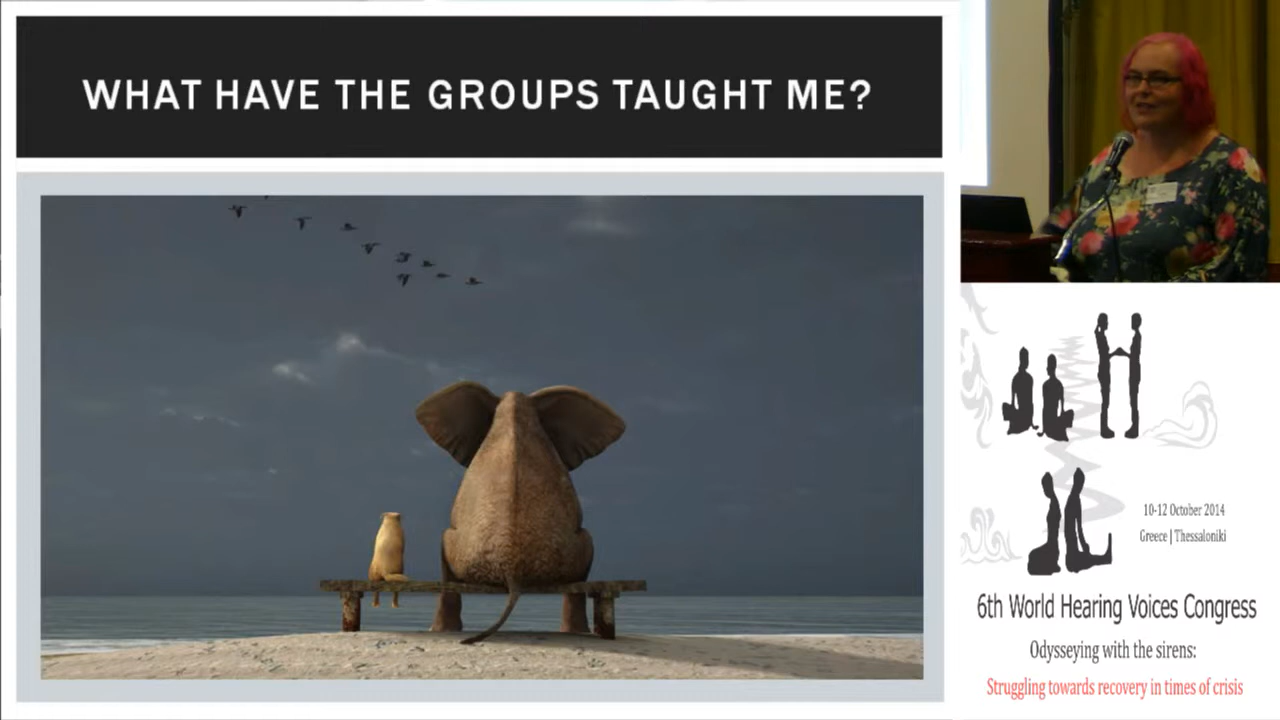 WHAT HAVE THE GROUPS TAUGHT ME?
10-12 October 2014
Greece | Thessaloniki
6th World Hearing Voices Congress
Odysseying with the sirens:
Struggling towards recovery in times of crisis